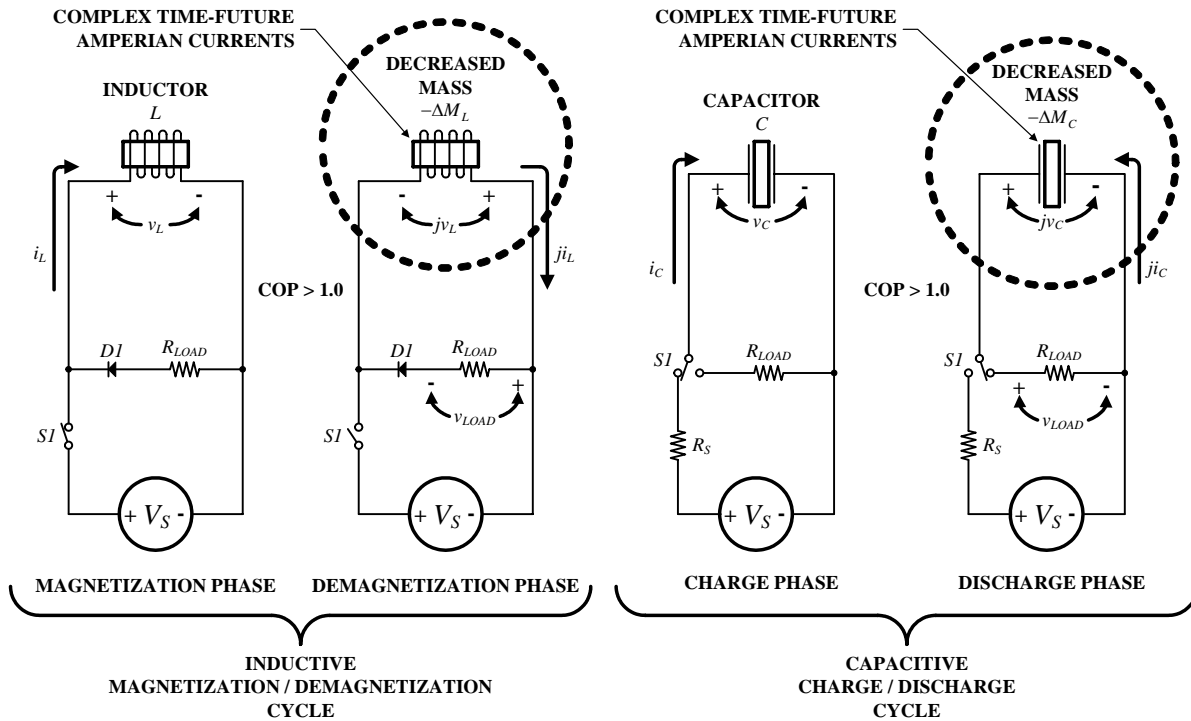 COMPLEX TIME-FUTURE
AMPERIAN CURRENTS
INDUCTOR
L
DECREASED
MASS
−ΔM_L
+ -
v_L
i_L
- +
jv_L
ji_L
COP > 1.0
D1 R_LOAD
S1
+ V_S -
D1 R_LOAD
- +
v_LOAD
S1
+ V_S -
MAGNETIZATION PHASE
DEMAGNETIZATION PHASE
INDUCTIVE
MAGNETIZATION / DEMAGNETIZATION
CYCLE
COMPLEX TIME-FUTURE
AMPERIAN CURRENTS
CAPACITOR
C
DECREASED
MASS
−ΔM_C
+ -
v_C
i_C
+ -
jv_C
ji_C
COP > 1.0
S1 R_LOAD
R_S
+ V_S -
S1 R_LOAD
+ -
v_LOAD
R_S
+ V_S -
CHARGE PHASE
DISCHARGE PHASE
CAPACITIVE
CHARGE / DISCHARGE
CYCLE